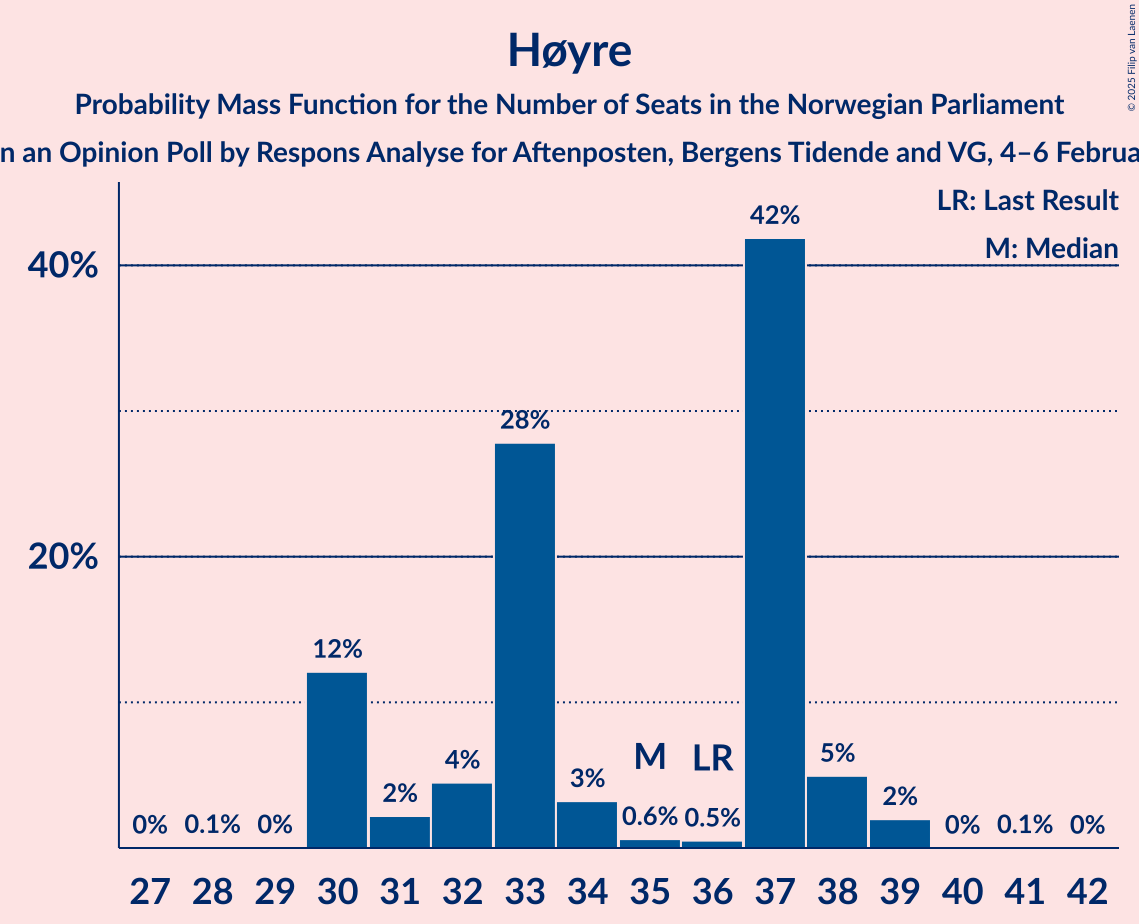 Høyre
© 2025 Filip van Laenen
Probability Mass Function for the Number of Seats in the Norwegian Parliament
an Opinion Poll by Respons Analyse for Aftenposten, Bergens Tidende and VG, 4–6
LR: Last Result
M: Median
42%
40%
28%
20%
12%
M LR
4% 5%
2% 3% 2%
0% 0.1% 0% 0.6% 0.5% 0% 0.1% 0%
27 28 29 30 31 32 33 34 35 36 37 38 39 40 41 42